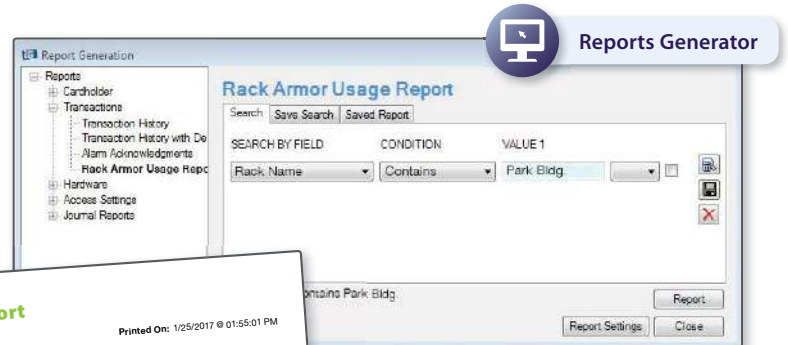 Reports Generator
Report Generation
Reports
Cardholder
Transactions
Transaction History
Transaction History with De
Alarm Acknowledgments
Rack Armor Usage Repo
Hardware
Access Settings
Journal Reports
Rack Armor Usage Report
Search Save Search Saved Report
SEARCH BY FIELD CONDITION VALUE 1
Rack Name Contains Park Bldg.
ontains Park Bldg.
Report
Report Settings Close
ort
Printed On: 1/25/2017 @ 01:55:01 PM